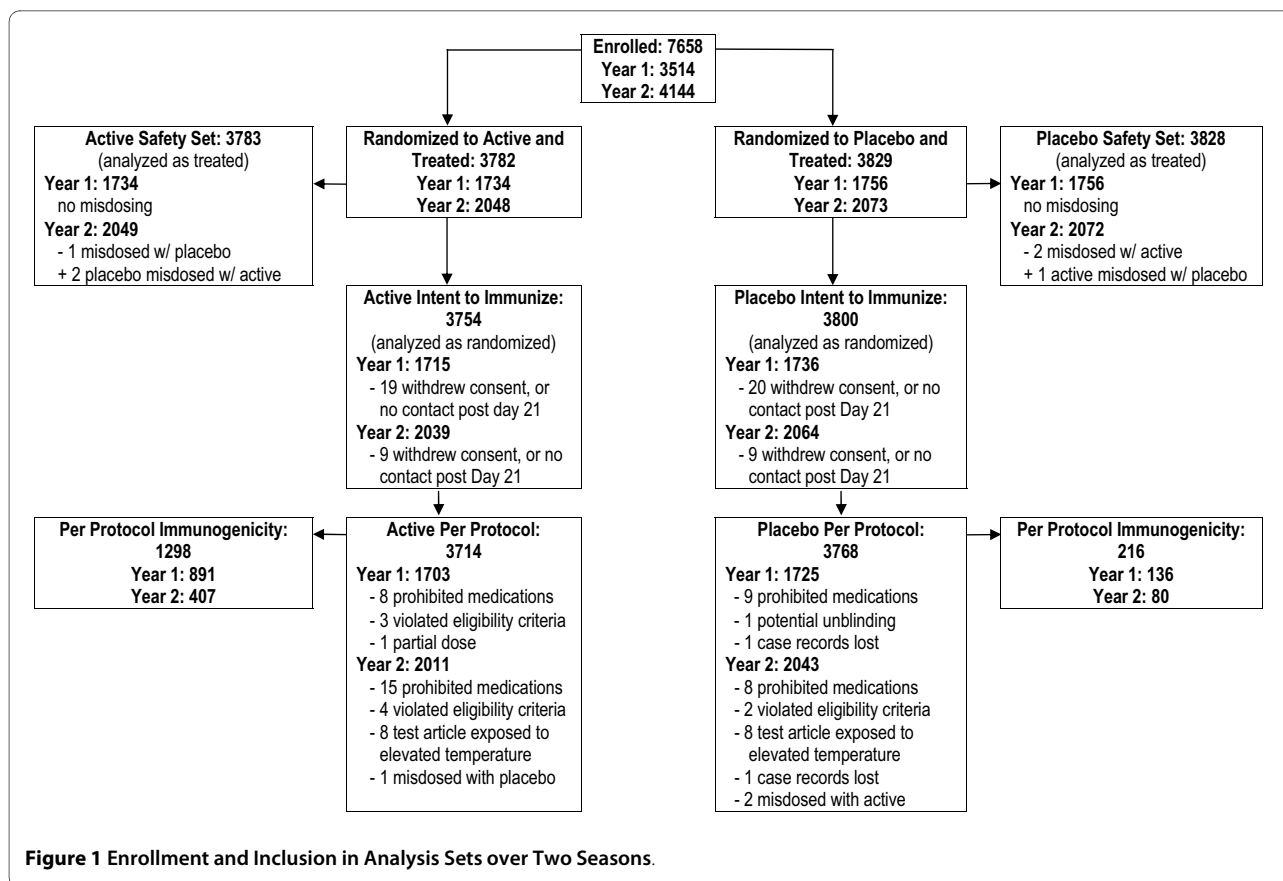 Enrolled: 7658
Year 1: 3514
Year 2: 4144
Active Safety Set: 3783
(analyzed as treated)
Year 1: 1734
no misdosing
Year 2: 2049
- 1 misdosed w/ placebo
+ 2 placebo misdosed w/ active
Randomized to Active and
Treated: 3782
Year 1: 1734
Year 2: 2048
Randomized to Placebo and
Treated: 3829
Year 1: 1756
Year 2: 2073
Placebo Safety Set: 3828
(analyzed as treated)
Year 1: 1756
no misdosing
Year 2: 2072
- 2 misdosed w/ active
+ 1 active misdosed w/ placebo
Active Intent to Immunize:
3754
(analyzed as randomized)
Year 1: 1715
- 19 withdrew consent, or
no contact post day 21
Year 2: 2039
- 9 withdrew consent, or no
contact post Day 21
Placebo Intent to Immunize:
3800
(analyzed as randomized)
Year 1: 1736
- 20 withdrew consent, or no
contact post Day 21
Year 2: 2064
- 9 withdrew consent, or no
contact post Day 21
Per Protocol Immunogenicity:
1298
Year 1: 891
Year 2: 407
Active Per Protocol:
3714
Year 1: 1703
- 8 prohibited medications
- 3 violated eligibility criteria
- 1 partial dose
Year 2: 2011
- 15 prohibited medications
- 4 violated eligibility criteria
- 8 test article exposed to
elevated temperature
- 1 misdosed with placebo
Placebo Per Protocol:
3768
Year 1: 1725
- 9 prohibited medications
- 1 potential unblinding
- 1 case records lost
Year 2: 2043
- 8 prohibited medications
- 2 violated eligibility criteria
- 8 test article exposed to
elevated temperature
- 1 case records lost
- 2 misdosed with active
Per Protocol Immunogenicity:
216
Year 1: 136
Year 2: 80
Figure 1 Enrollment and Inclusion in Analysis Sets over Two Seasons.